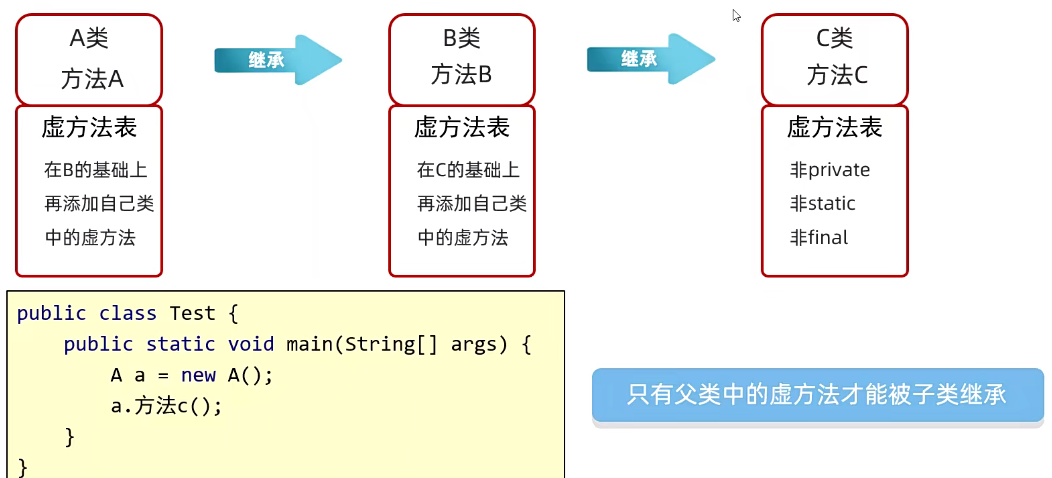 A类
方法A
继承
B类
方法B
继承
C类
方法C
虚方法表
在B的基础上
再添加自己类
中的虚方法
虚方法表
在C的基础上
再添加自己类
中的虚方法
虚方法表
非private
非static
非final
public class Test {
    public static void main(String[] args) {
        A a = new A();
        a.方法c();
    }
}
只有父类中的虚方法才能被子类继承